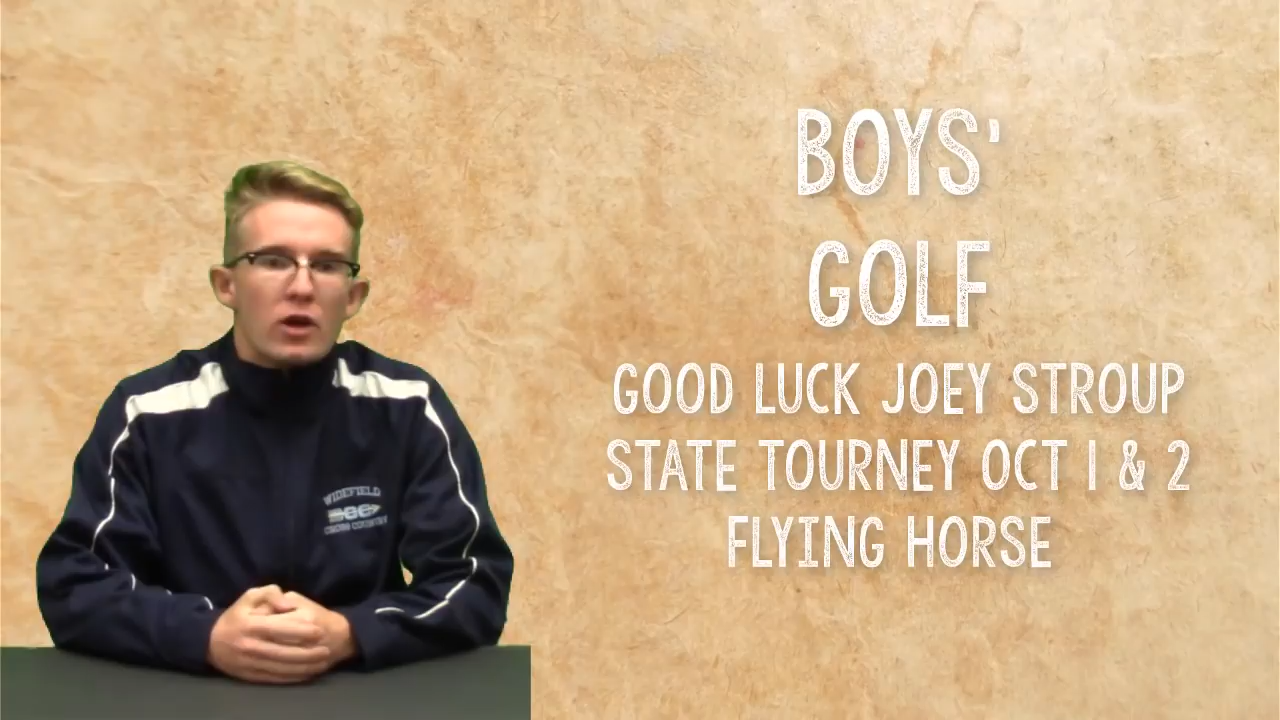 BOYS'
GOLF
GOOD LUCK JOEY STROUP
STATE TOURNEY OCT 1 & 2
FLYING HORSE
WIDEFIELD
CROSS COUNTRY